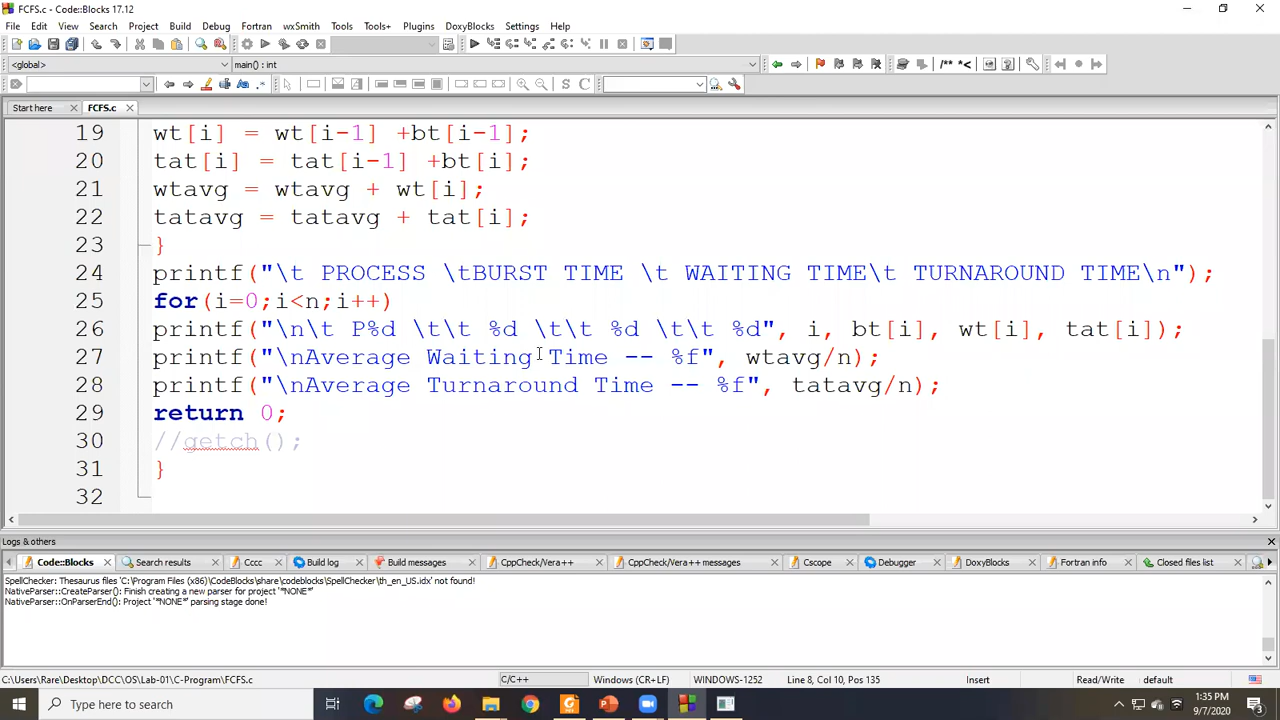 FCFS.c - Code::Blocks 17.12
File Edit View Search Project Build Debug Fortran wxSmith Tools Tools+ Plugins DoxyBlocks Settings Help
<global> main() : int
/** *<
S C
Start here FCFS.c
19 wt[i] = wt[i-1] +bt[i-1];
20 tat[i] = tat[i-1] +bt[i];
21 wtavg = wtavg + wt[i];
22 tatavg = tatavg + tat[i];
23 }
24 printf("\t PROCESS \tBURST TIME \t WAITING TIME\t TURNAROUND TIME\n");
25 for(i=0;i<n;i++)
26 printf("\n\t P%d \t\t %d \t\t %d \t\t %d", i, bt[i], wt[i], tat[i]);
27 printf("\nAverage Waiting Time -- %f", wtavg/n);
28 printf("\nAverage Turnaround Time -- %f", tatavg/n);
29 return 0;
30 //getch();
31 }
32
Logs & others
Code::Blocks Search results Cccc Build log Build messages CppCheck/Vera++ CppCheck/Vera++ messages Cscope Debugger DoxyBlocks Fortran info Closed files list
SpellChecker: Thesaurus files 'C:\Program Files (x86)\CodeBlocks\share\codeblocks\SpellChecker\th_en_US.idx' not found!
NativeParser::CreateParser(): Finish creating a new parser for project '*NONE*'
NativeParser::OnParserEnd(): Project '*NONE*' parsing stage done!
C:\Users\Rare\Desktop\DCC\OS\Lab-01\C-Program\FCFS.c C/C++ Windows (CR+LF) WINDOWS-1252 Line 8, Col 10, Pos 135 Insert Read/Write default
Type here to search
1:35 PM
9/7/2020
3